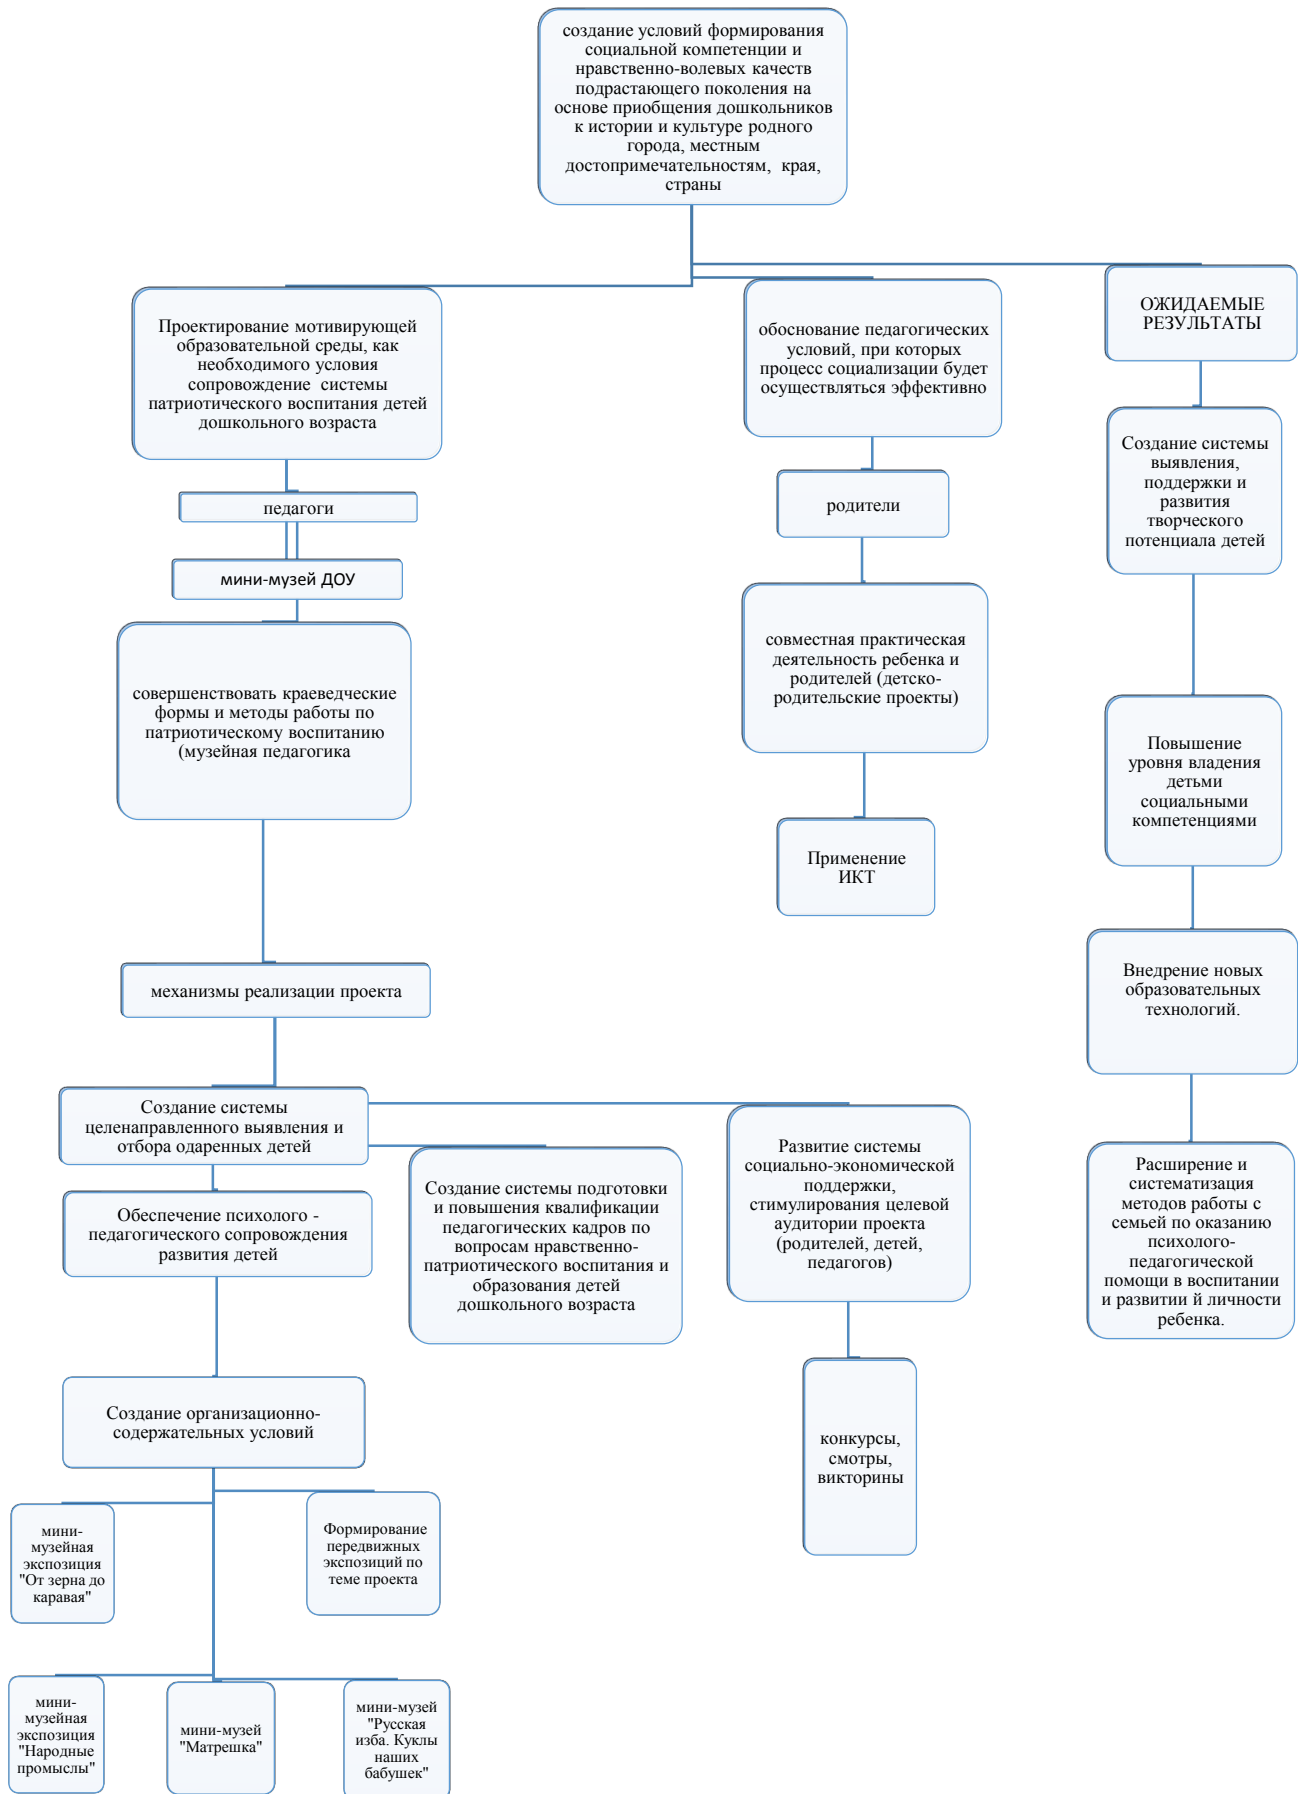 создание условий формирования
социальной компетенции и
нравственно-волевых качеств
подрастающего поколения на
основе приобщения дошкольников
к истории и культуре родного
города, местным
достопримечательностям, края,
страны
Проектирование мотивирующей
образовательной среды, как
необходимого условия
сопровождение системы
патриотического воспитания детей
дошкольного возраста
педагоги
мини-музей ДОУ
совершенствовать краеведческие
формы и методы работы по
патриотическому воспитанию
(музейная педагогика
механизмы реализации проекта
Создание системы
целенаправленного выявления и
отбора одаренных детей
Обеспечение психолого -
педагогического сопровождения
развития детей
Создание организационно-
содержательных условий
мини-
музейная
экспозиция
"От зерна до
каравая"
Формирование
передвижных
экспозиций по
теме проекта
мини-
музейная
экспозиция
"Народные
промыслы"
мини-музей
"Матрешка"
мини-музей
"Русская
изба. Куклы
наших
бабушек"
Создание системы подготовки
и повышения квалификации
педагогических кадров по
вопросам нравственно-
патриотического воспитания и
образования детей
дошкольного возраста
Развитие системы
социально-экономической
поддержки,
стимулирования целевой
аудитории проекта
(родителей, детей,
педагогов)
конкурсы,
смотры,
викторины
обоснование педагогических
условий, при которых
процесс социализации будет
осуществляться эффективно
родители
совместная практическая
деятельность ребенка и
родителей (детско-
родительские проекты)
Применение
ИКТ
ОЖИДАЕМЫЕ
РЕЗУЛЬТАТЫ
Создание системы
выявления,
поддержки и
развития
творческого
потенциала детей
Повышение
уровня владения
детьми
социальными
компетенциями
Внедрение новых
образовательных
технологий.
Расширение и
систематизация
методов работы с
семьей по оказанию
психолого-
педагогической
помощи в воспитании
и развитии й личности
ребенка.